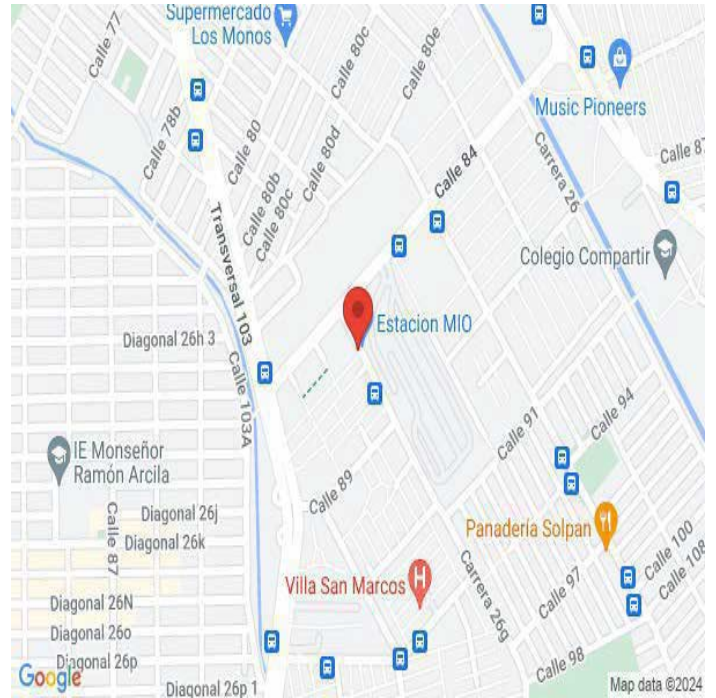 Supermercado
Los Monos
Calle 80c
Calle 80e
Calle 77
Music Pioneers
Calle 78b
Calle 80
Calle 80d
Calle 84
Carrera 26
Calle 87
Calle 80b
Calle 80c
Transversal 103
Colegio Compartir
Estacion MIO
Diagonal 26h 3
Calle 103A
Calle 91
Calle 94
IE Monseñor
Ramón Arcila
Calle 89
Calle 87
Diagonal 26j
Diagonal 26k
Panadería Solpan
Calle 100
Calle 108
Villa San Marcos
H
Carrera 26g
Calle 97
Diagonal 26N
Diagonal 26o
Diagonal 26p
Calle 98
Diagonal 26p 1
Google
Map data ©2024